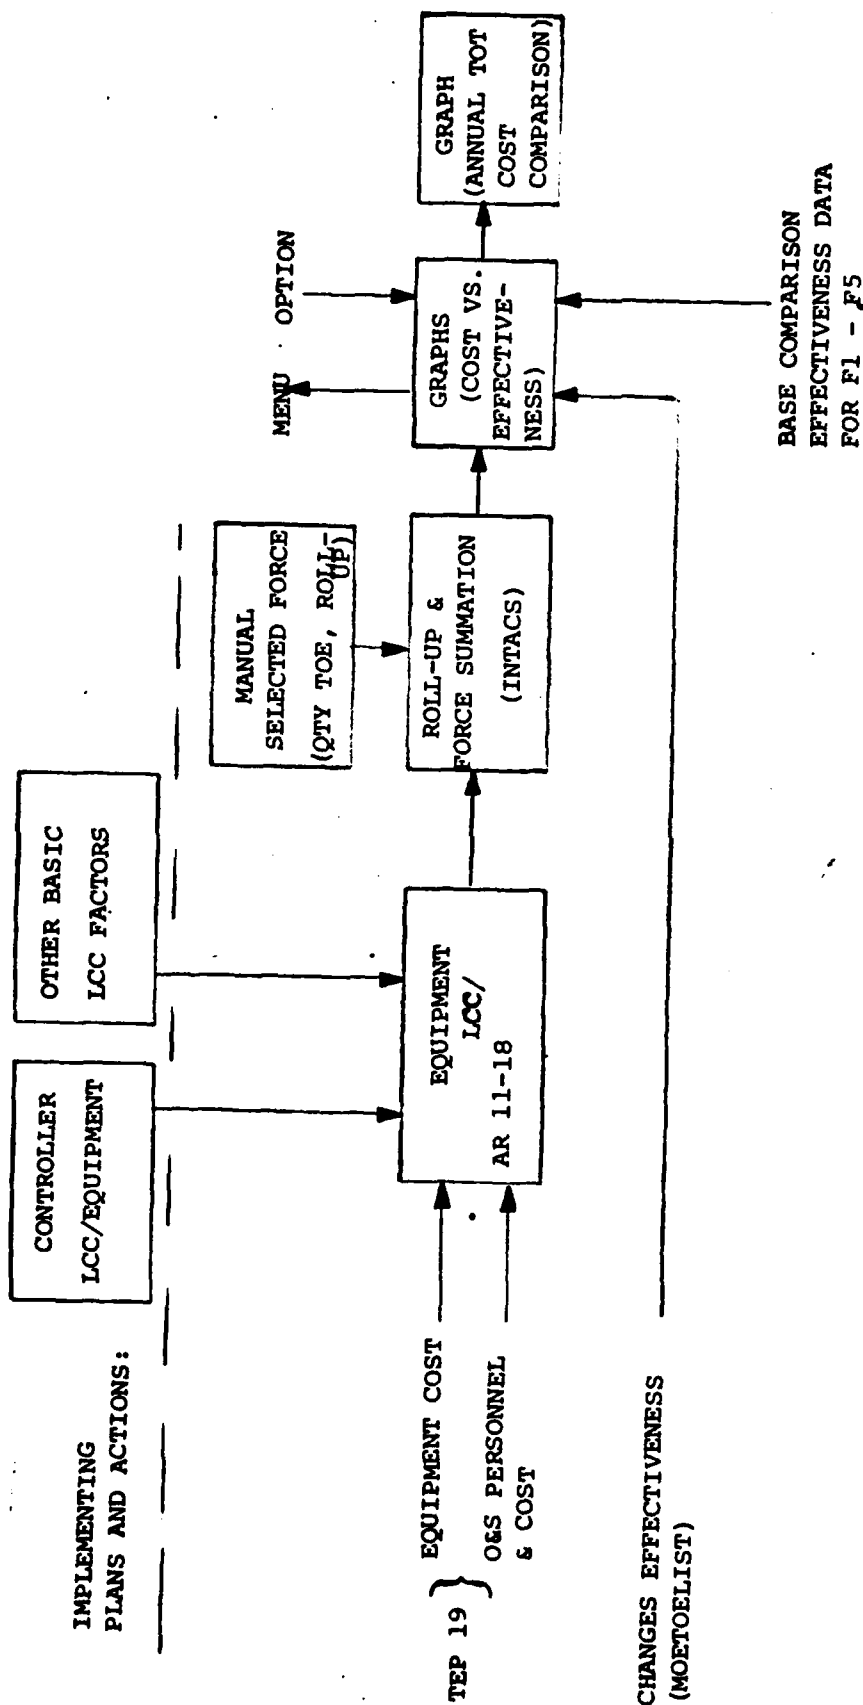 IMPLEMENTING
PLANS AND ACTIONS:
CONTROLLER
LCC/EQUIPMENT
OTHER BASIC
LCC FACTORS
MANUAL
SELECTED FORCE
(QTY TOE, ROLL-
UP)
MENU OPTION
TEP 19
EQUIPMENT COST
O&S PERSONNEL
& COST
EQUIPMENT
LCC/
AR 11-18
ROLL-UP &
FORCE SUMMATION
(INTACS)
GRAPHS
(COST VS.
EFFECTIVE-
NESS)
GRAPH
(ANNUAL TOT
COST
COMPARISON)
CHANGES EFFECTIVENESS
(MOETOELIST)
BASE COMPARISON
EFFECTIVENESS DATA
FOR F1 - F5